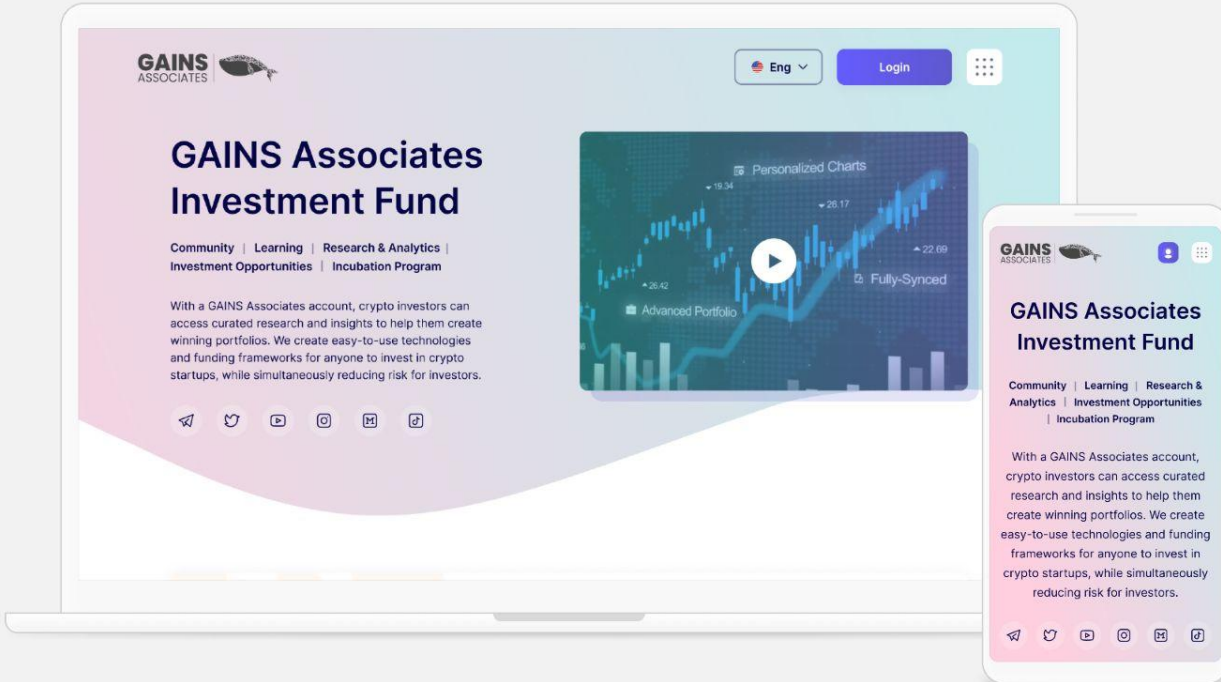 GAINS
ASSOCIATES
Eng
Login
GAINS Associates
Investment Fund
Community | Learning | Research & Analytics |
Investment Opportunities | Incubation Program
With a GAINS Associates account, crypto investors can
access curated research and insights to help them create
winning portfolios. We create easy-to-use technologies
and funding frameworks for anyone to invest in crypto
startups, while simultaneously reducing risk for investors.
Personalized Charts
19.34
26.17
22.69
Fully-Synced
26.42
Advanced Portfolio
GAINS
ASSOCIATES
GAINS Associates
Investment Fund
Community | Learning | Research &
Analytics | Investment Opportunities
| Incubation Program
With a GAINS Associates account,
crypto investors can access curated
research and insights to help them
create winning portfolios. We create
easy-to-use technologies and funding
frameworks for anyone to invest in
crypto startups, while simultaneously
reducing risk for investors.